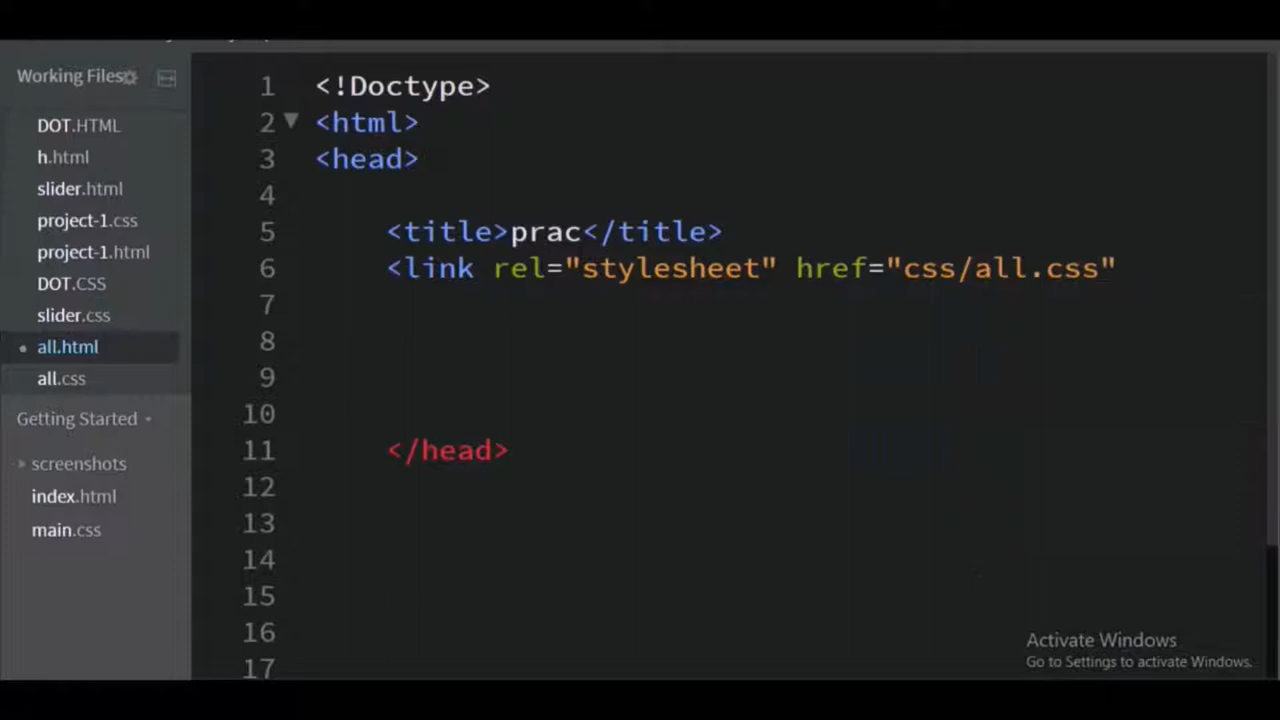 Working Files
DOT.HTML
h.html
slider.html
project-1.css
project-1.html
DOT.CSS
slider.css
all.html
all.css
Getting Started
screenshots
index.html
main.css
1 <!Doctype>
2 <html>
3 <head>
4
5 <title>prac</title>
6 <link rel="stylesheet" href="css/all.css"
7
8
9
10
11 </head>
12
13
14
15
16
17
Activate Windows
Go to Settings to activate Windows.